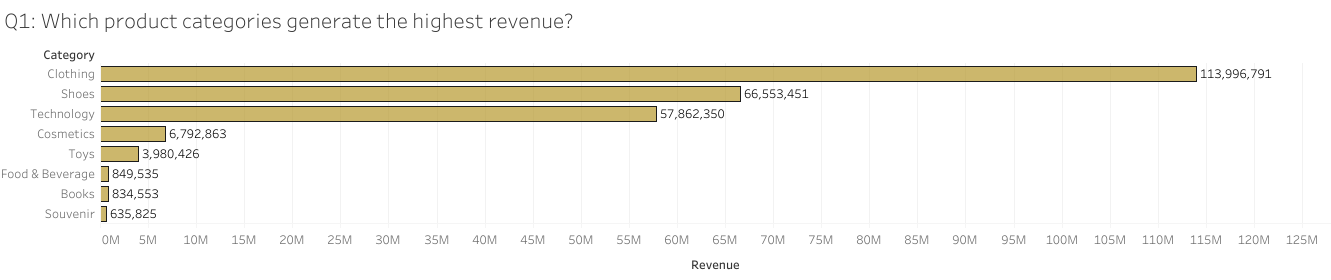 Q1: Which product categories generate the highest revenue?
Category
Clothing 113,996,791
Shoes 66,553,451
Technology 57,862,350
Cosmetics 6,792,863
Toys 3,980,426
Food & Beverage 849,535
Books 834,553
Souvenir 635,825
0M 5M 10M 15M 20M 25M 30M 35M 40M 45M 50M 55M 60M 65M 70M 75M 80M 85M 90M 95M 100M 105M 110M 115M 120M 125M
Revenue